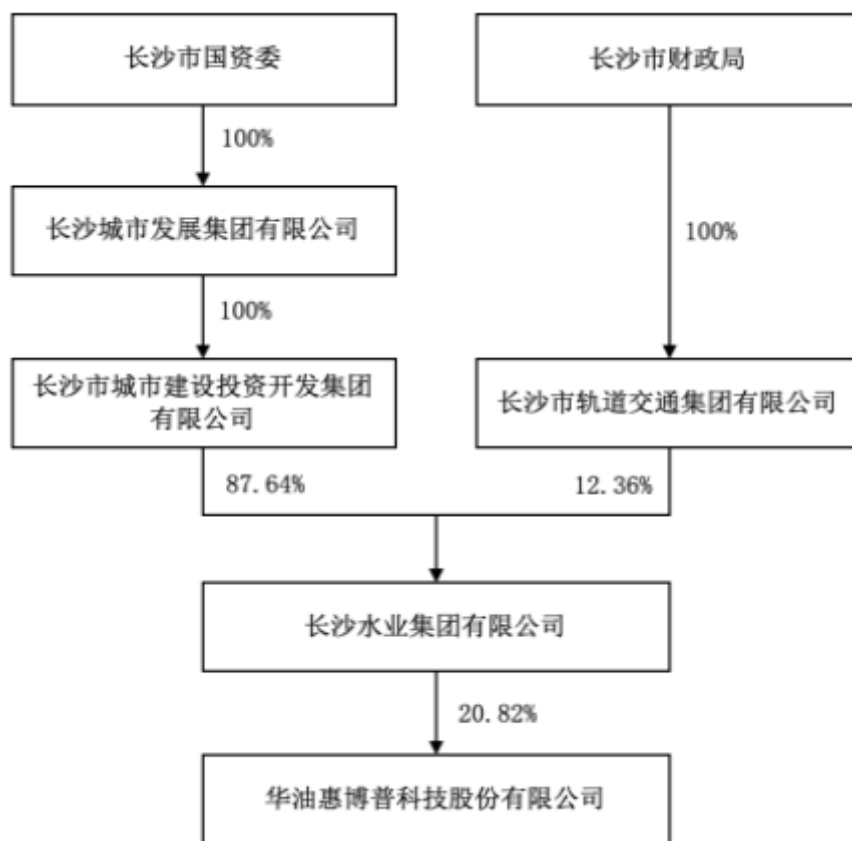 长沙市国资委
长沙市财政局
100%
长沙城市发展集团有限公司
100%
100%
长沙市城市建设投资开发集团
有限公司
长沙市轨道交通集团有限公司
87.64%
12.36%
长沙水业集团有限公司
20.82%
华油惠博普科技股份有限公司